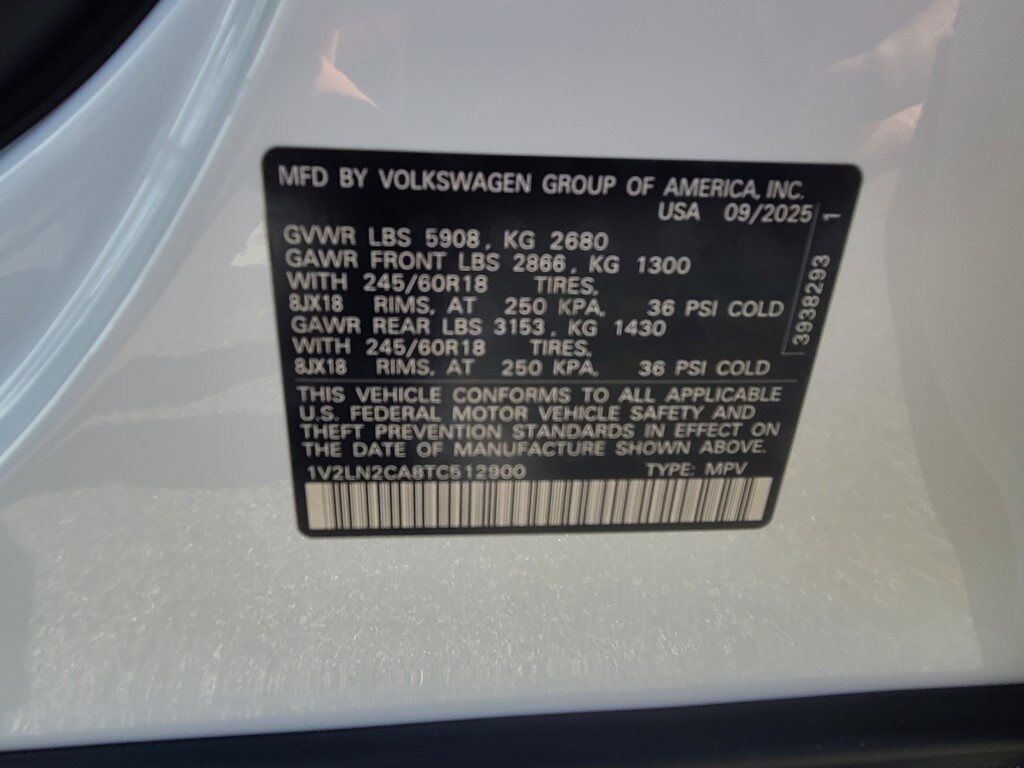 MFD BY VOLKSWAGEN GROUP OF AMERICA, INC.
USA 09/2025
GVWR LBS 5908, KG 2680
GAWR FRONT LBS 2866, KG 1300
WITH 245/60R18 TIRES,
8JX18 RIMS, AT 250 KPA, 36 PSI COLD
GAWR REAR LBS 3153, KG 1430
WITH 245/60R18 TIRES,
8JX18 RIMS, AT 250 KPA, 36 PSI COLD
3938293 1
THIS VEHICLE CONFORMS TO ALL APPLICABLE
U.S. FEDERAL MOTOR VEHICLE SAFETY AND
THEFT PREVENTION STANDARDS IN EFFECT ON
THE DATE OF MANUFACTURE SHOWN ABOVE.
1V2LN2CA8TC512900 TYPE: MPV